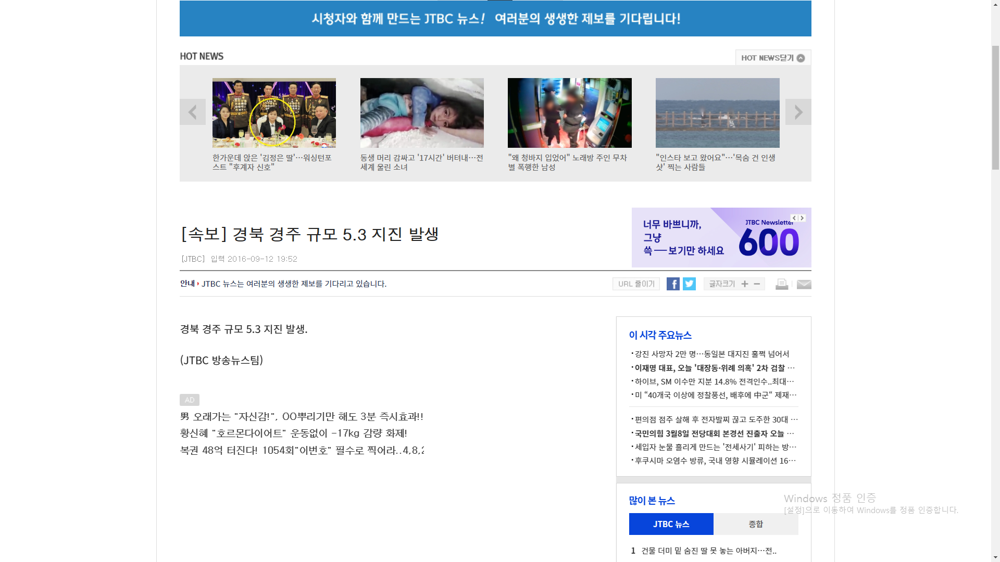 시청자와 함께 만드는 JTBC 뉴스! 여러분의 생생한 제보를 기다립니다!
HOT NEWS
HOT NEWS닫기
한가운데 앉은 '김정은 딸'…워싱턴포
스트 "후계자 신호"
동생 머리 감싸고 '17시간' 버텨내…전
세계 울린 소녀
"왜 청바지 입었어" 노래방 주인 무차
별 폭행한 남성
"인스타 보고 왔어요"…'목숨 건 인생
샷' 찍는 사람들
[속보] 경북 경주 규모 5.3 지진 발생
[JTBC] 입력 2016-09-12 19:52
너무 바쁘니까,
그냥
쓱 — 보기만 하세요
JTBC Newsletter
600
안내 JTBC 뉴스는 여러분의 생생한 제보를 기다리고 있습니다.
URL 줄이기
글자크기 + −
경북 경주 규모 5.3 지진 발생.
(JTBC 방송뉴스팀)
AD
男 오래가는 "자신감!", OO뿌리기만 해도 3분 즉시효과!!
황신혜 "호르몬다이어트" 운동없이 -17kg 감량 화제!
복권 48억 터진다! 1054회"이번호" 필수로 찍어라..4,8,2
이 시각 주요뉴스
강진 사망자 2만 명…동일본 대지진 훌쩍 넘어서
이재명 대표, 오늘 '대장동·위례 의혹' 2차 검찰 …
하이브, SM 이수만 지분 14.8% 전격인수..최대…
미 “40개국 이상에 정찰풍선, 배후에 中군“ 제재…
편의점 점주 살해 후 전자발찌 끊고 도주한 30대 …
국민의힘 3월8일 전당대회 본경선 진출자 오늘 …
세입자 눈물 흘리게 만드는 '전세사기' 피하는 방…
후쿠시마 오염수 방류, 국내 영향 시뮬레이션 16…
많이 본 뉴스
JTBC 뉴스
종합
1 건물 더미 밑 숨진 딸 못 놓는 아버지…전..
Windows 정품 인증
[설정]으로 이동하여 Windows를 정품 인증합니다.